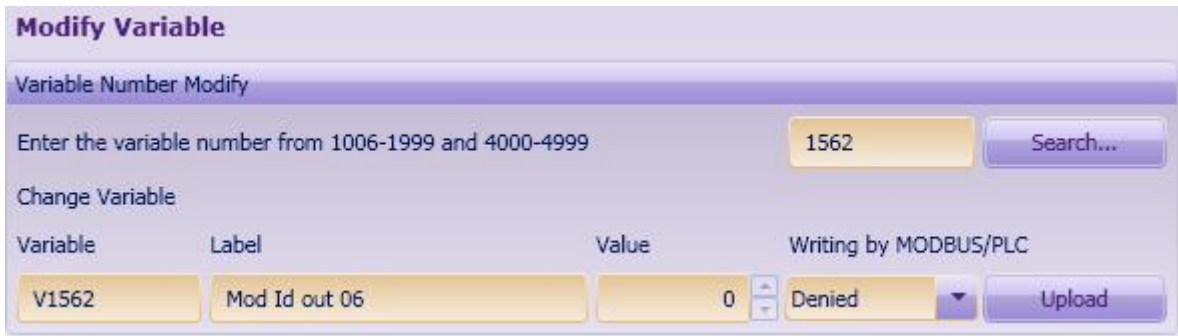 Modify Variable
Variable Number Modify
Enter the variable number from 1006-1999 and 4000-4999 1562 Search...
Change Variable
Variable Label Value Writing by MODBUS/PLC
V1562 Mod Id out 06 0 Denied Upload